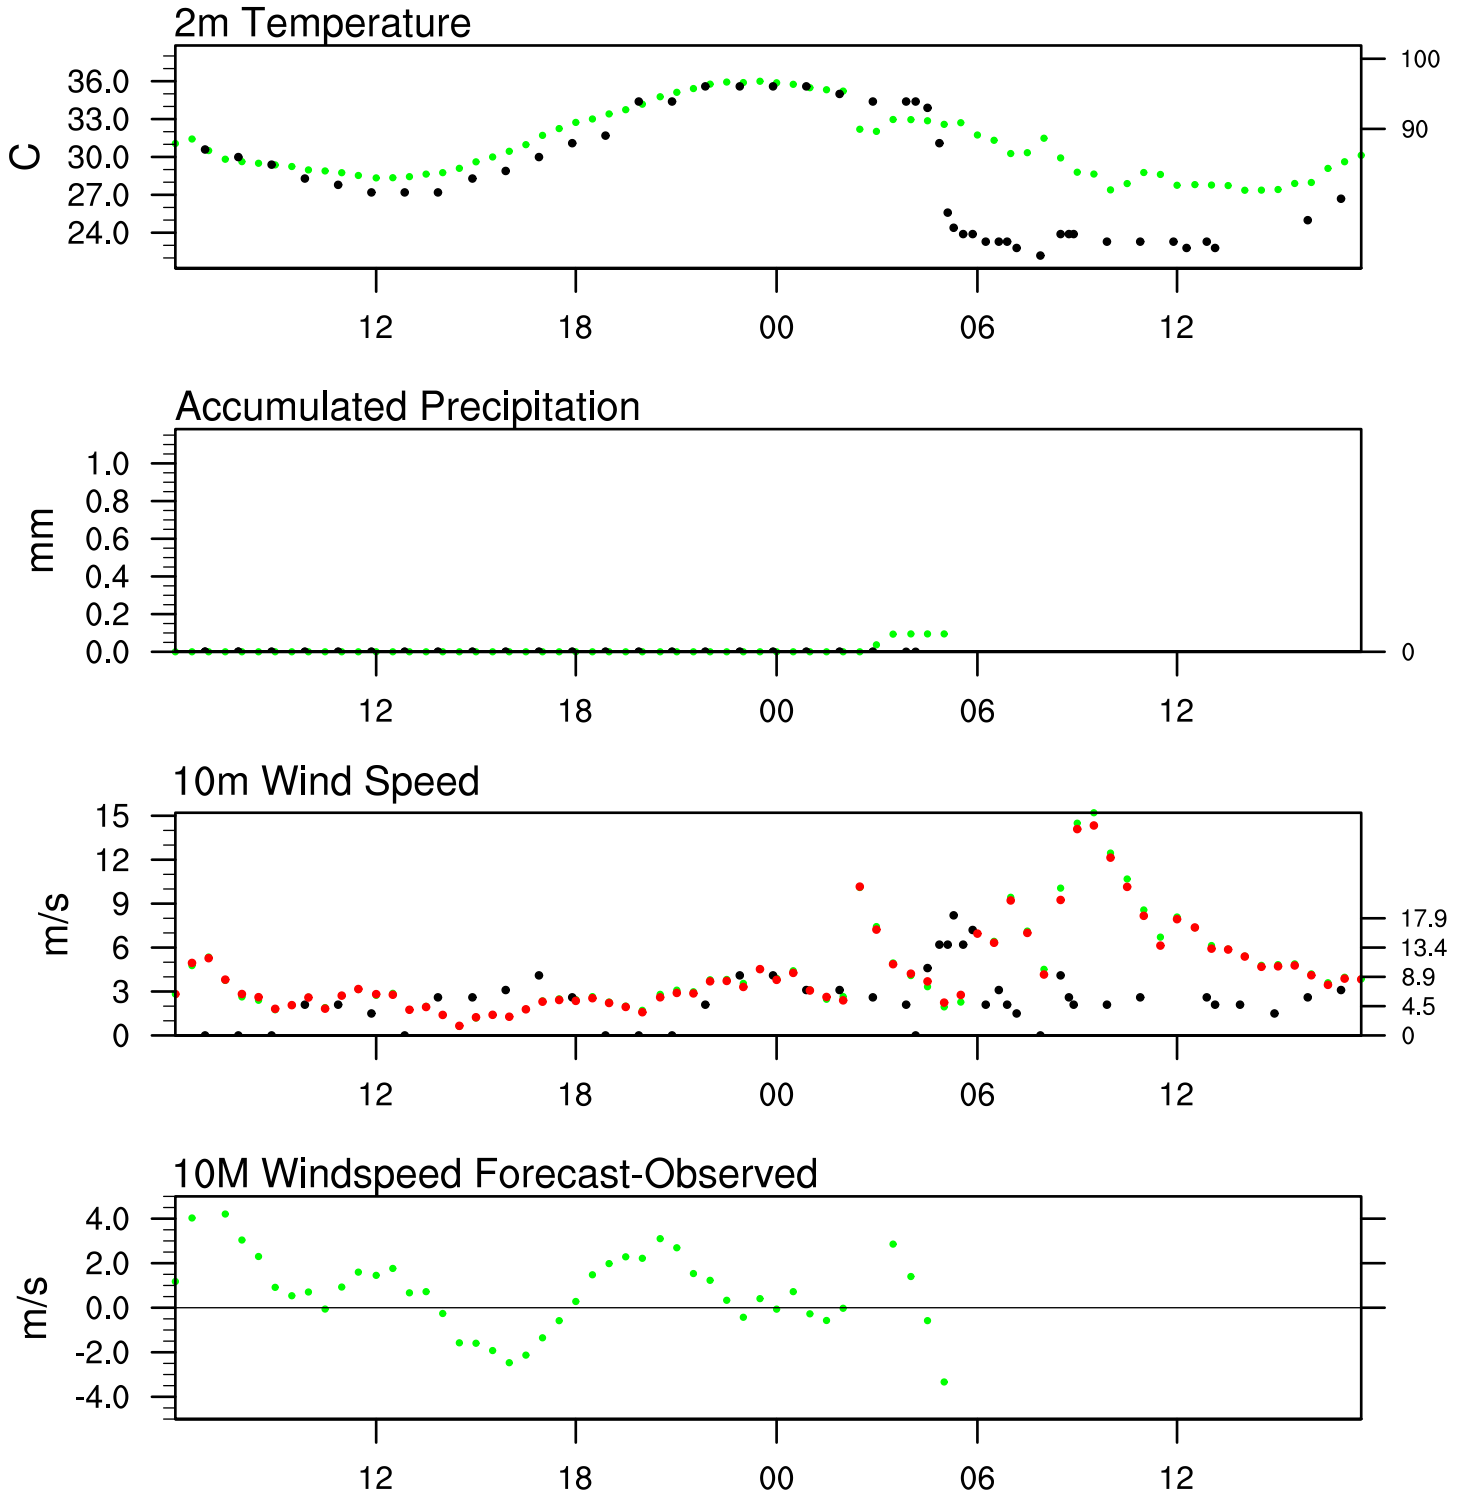 2m Temperature
36.0
33.0
30.0
27.0
24.0
C
100
90
12 18 00 06 12
Accumulated Precipitation
1.0
0.8
0.6
0.4
0.2
0.0
mm
0
12 18 00 06 12
10m Wind Speed
15
12
9
6
3
0
m/s
17.9
13.4
8.9
4.5
0
12 18 00 06 12
10M Windspeed Forecast-Observed
4.0
2.0
0.0
-2.0
-4.0
m/s
12 18 00 06 12